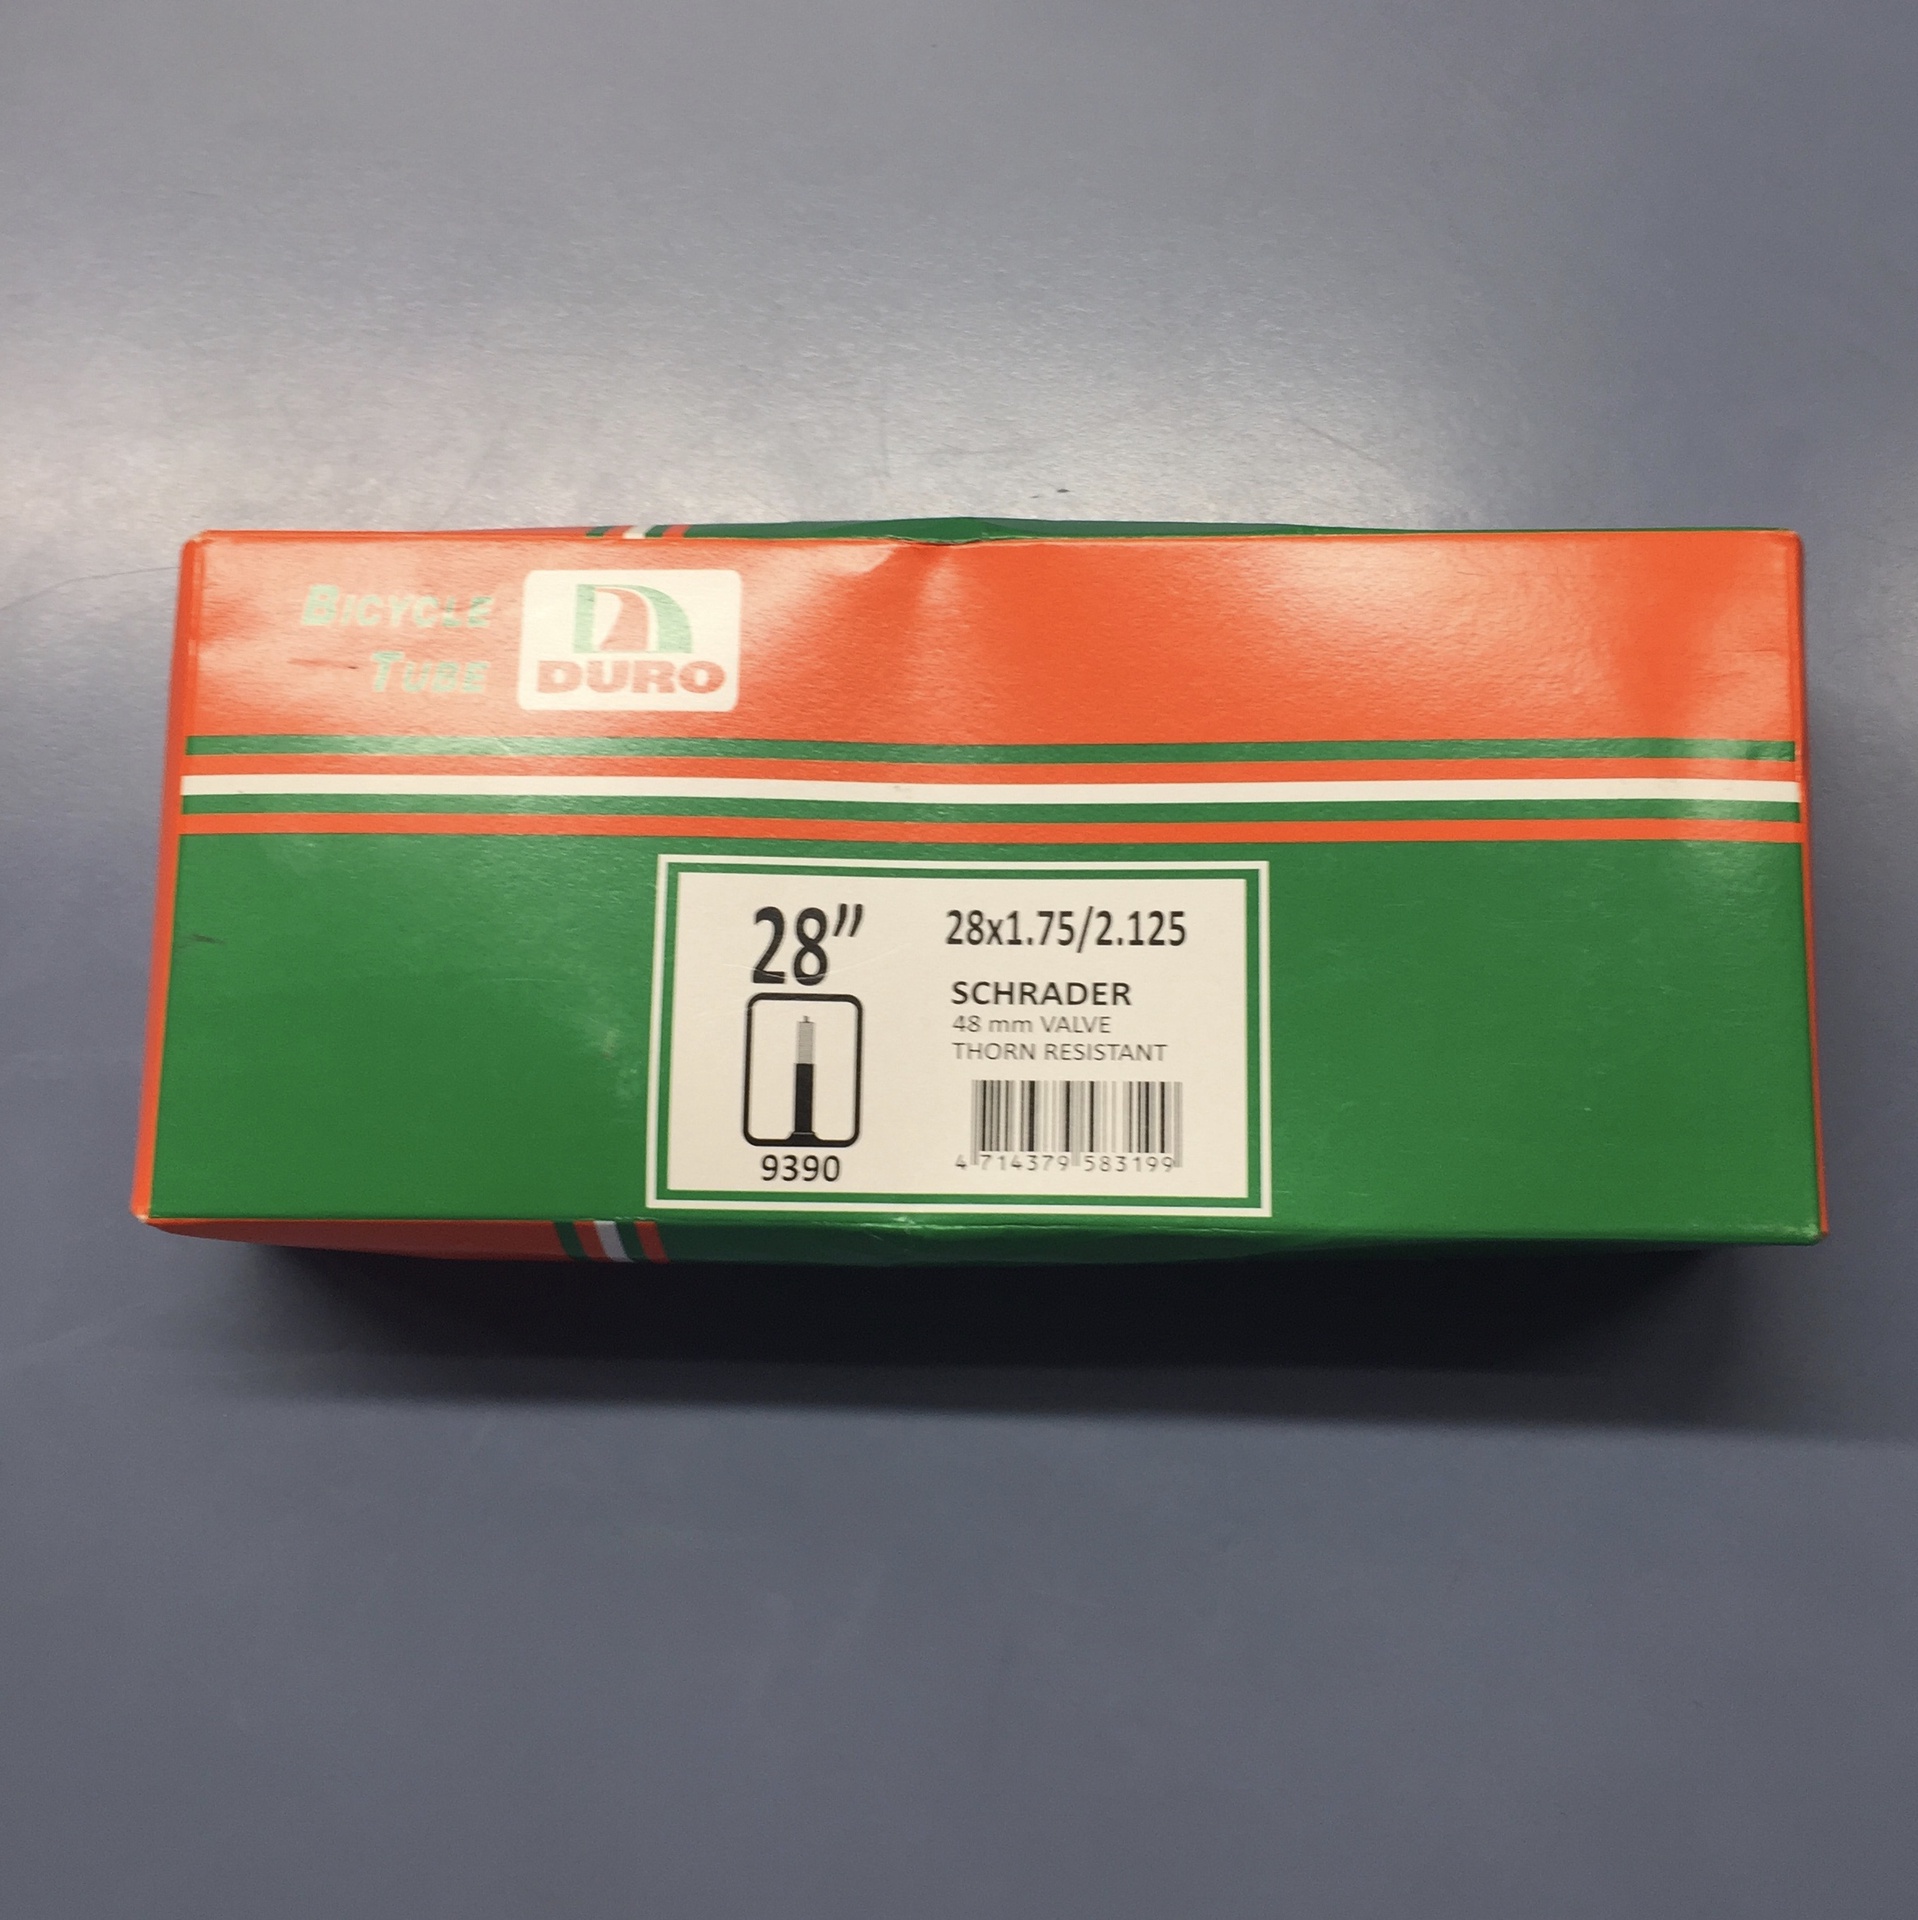 BICYCLE
TUBE
DURO
28”
28x1.75/2.125
SCHRADER
48 mm VALVE
THORN RESISTANT
9390
4 714379 583199